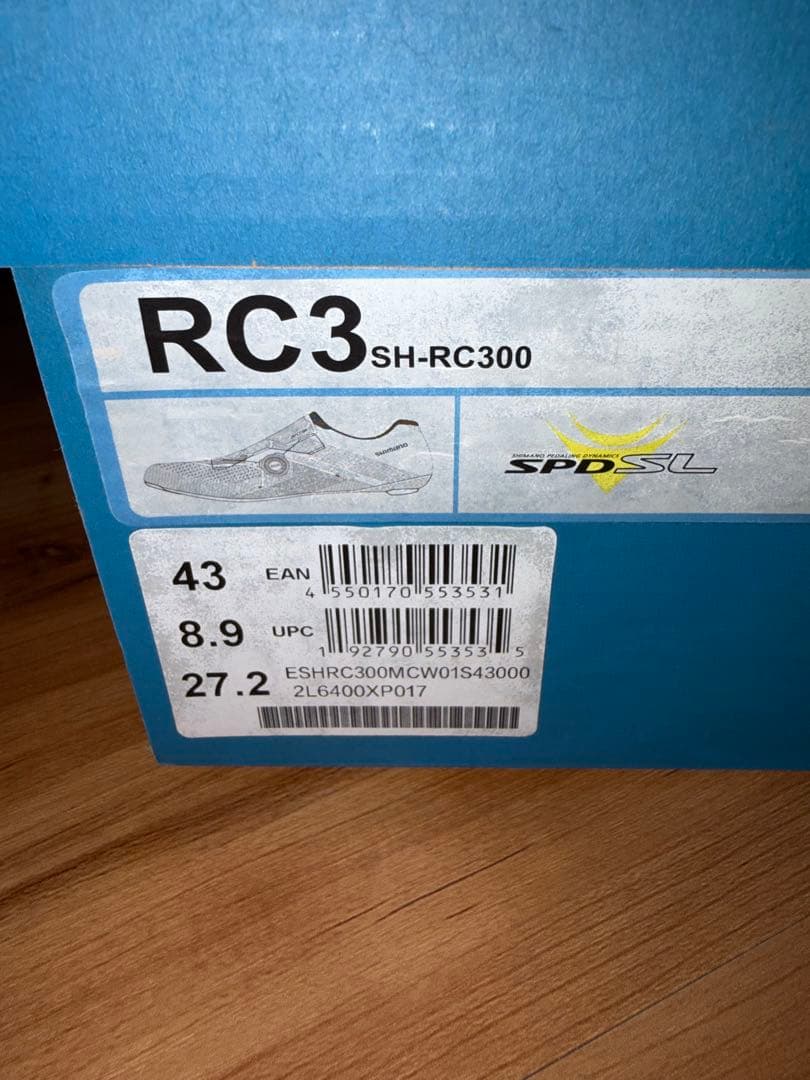 RC3 SH-RC300
SHIMANO
SHIMANO PEDALING DYNAMICS
SPD-SL
43 EAN
4 550170 553531
8.9 UPC
1 92790 55353 5
27.2 ESHRC300MCW01S43000
2L6400XP017